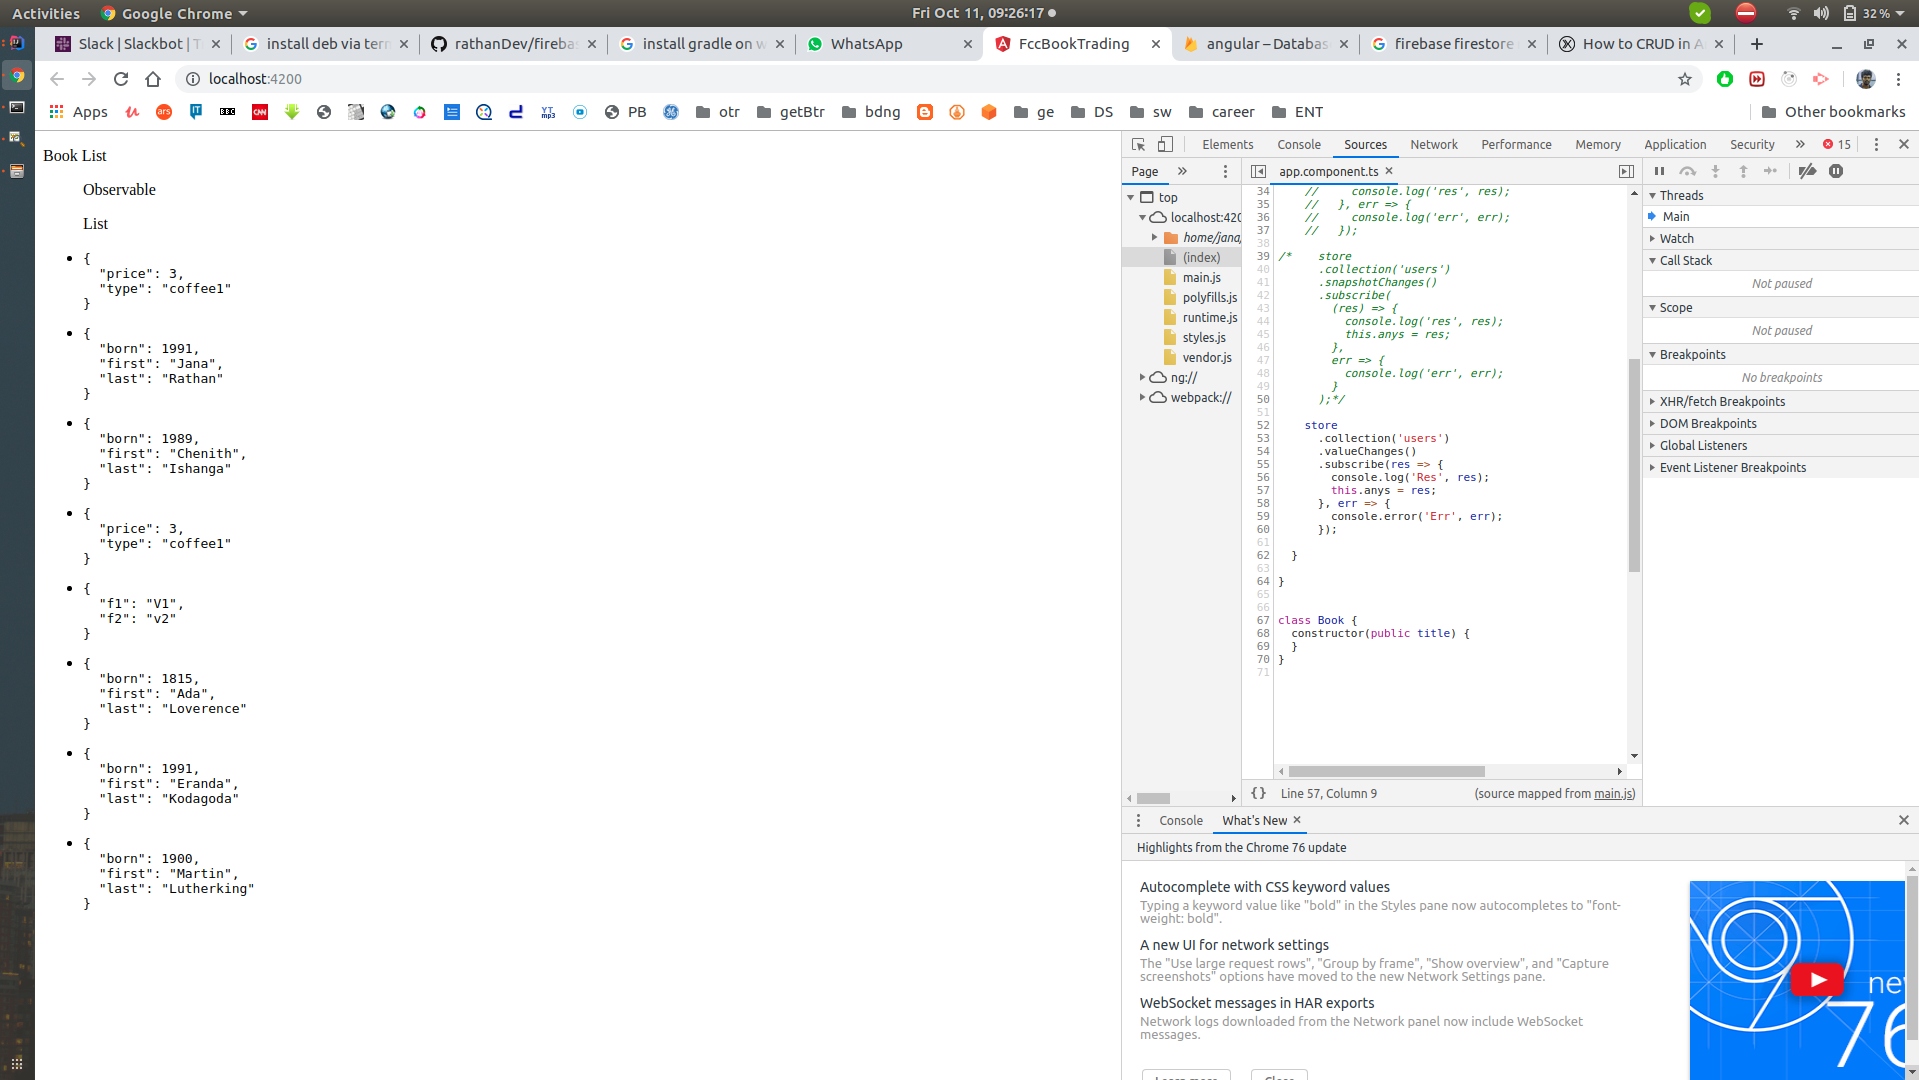 Activities Google Chrome Fri Oct 11, 09:26:17 32 %
Slack | Slackbot | T install deb via tern rathanDev/fireba install gradle on w WhatsApp FccBookTrading angular – Databas firebase firestore How to CRUD in A
localhost:4200
Apps PB otr getBtr bdng ge DS sw career ENT Other bookmarks
Book List
Observable
List
{
"price": 3,
"type": "coffee1"
}
{
"born": 1991,
"first": "Jana",
"last": "Rathan"
}
{
"born": 1989,
"first": "Chenith",
"last": "Ishanga"
}
{
"price": 3,
"type": "coffee1"
}
{
"f1": "V1",
"f2": "v2"
}
{
"born": 1815,
"first": "Ada",
"last": "Loverence"
}
{
"born": 1991,
"first": "Eranda",
"last": "Kodagoda"
}
{
"born": 1900,
"first": "Martin",
"last": "Lutherking"
}
Elements Console Sources Network Performance Memory Application Security 15
Page
top
localhost:420
home/jana/
(index)
main.js
polyfills.js
runtime.js
styles.js
vendor.js
ng://
webpack://
app.component.ts
34 // console.log('res', res);
35 // }, err => {
36 // console.log('err', err);
37 // });
38
39 /* store
40 .collection('users')
41 .snapshotChanges()
42 .subscribe(
43 (res) => {
44 console.log('res', res);
45 this.anys = res;
46 },
47 err => {
48 console.log('err', err);
49 }
50 );*/
51
52 store
53 .collection('users')
54 .valueChanges()
55 .subscribe(res => {
56 console.log('Res', res);
57 this.anys = res;
58 }, err => {
59 console.error('Err', err);
60 });
61
62 }
63
64 }
65
66
67 class Book {
68 constructor(public title) {
69 }
70 }
71
{} Line 57, Column 9 (source mapped from main.js)
Threads
Main
Watch
Call Stack
Not paused
Scope
Not paused
Breakpoints
No breakpoints
XHR/fetch Breakpoints
DOM Breakpoints
Global Listeners
Event Listener Breakpoints
Console What's New
Highlights from the Chrome 76 update
Autocomplete with CSS keyword values
Typing a keyword value like "bold" in the Styles pane now autocompletes to "font-
weight: bold".
A new UI for network settings
The "Use large request rows", "Group by frame", "Show overview", and "Capture
screenshots" options have moved to the new Network Settings pane.
WebSocket messages in HAR exports
Network logs downloaded from the Network panel now include WebSocket
messages.
Learn more Close
new
76